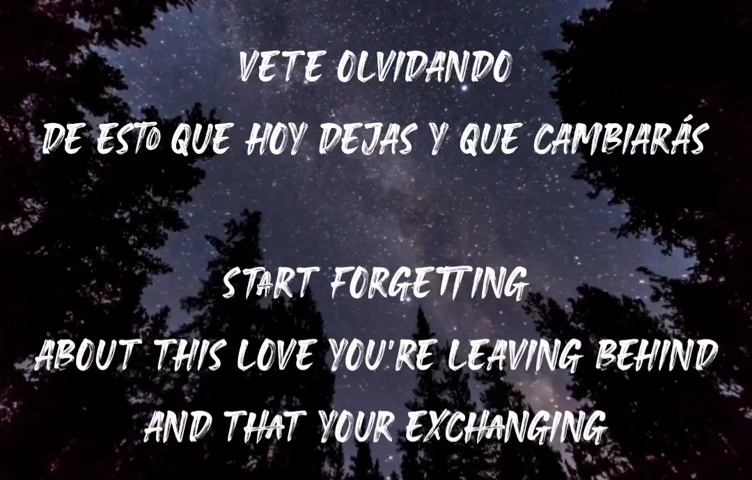 VETE OLVIDANDO
DE ESTO QUE HOY DEJAS Y QUE CAMBIARÁS
START FORGETTING
ABOUT THIS LOVE YOU'RE LEAVING BEHIND
AND THAT YOUR EXCHANGING